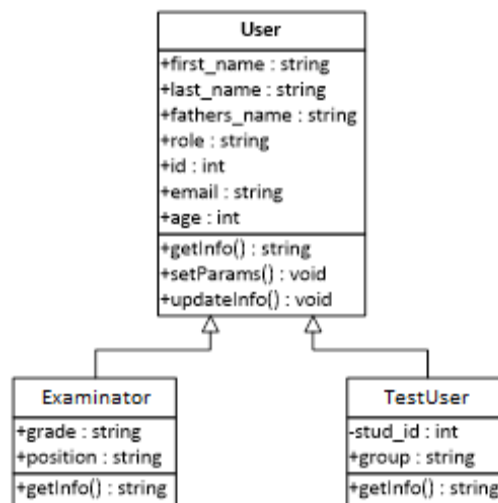 User
+first_name : string
+last_name : string
+fathers_name : string
+role : string
+id : int
+email : string
+age : int
+getInfo() : string
+setParams() : void
+updateInfo() : void
Examinator
+grade : string
+position : string
+getInfo() : string
TestUser
-stud_id : int
+group : string
+getInfo() : string